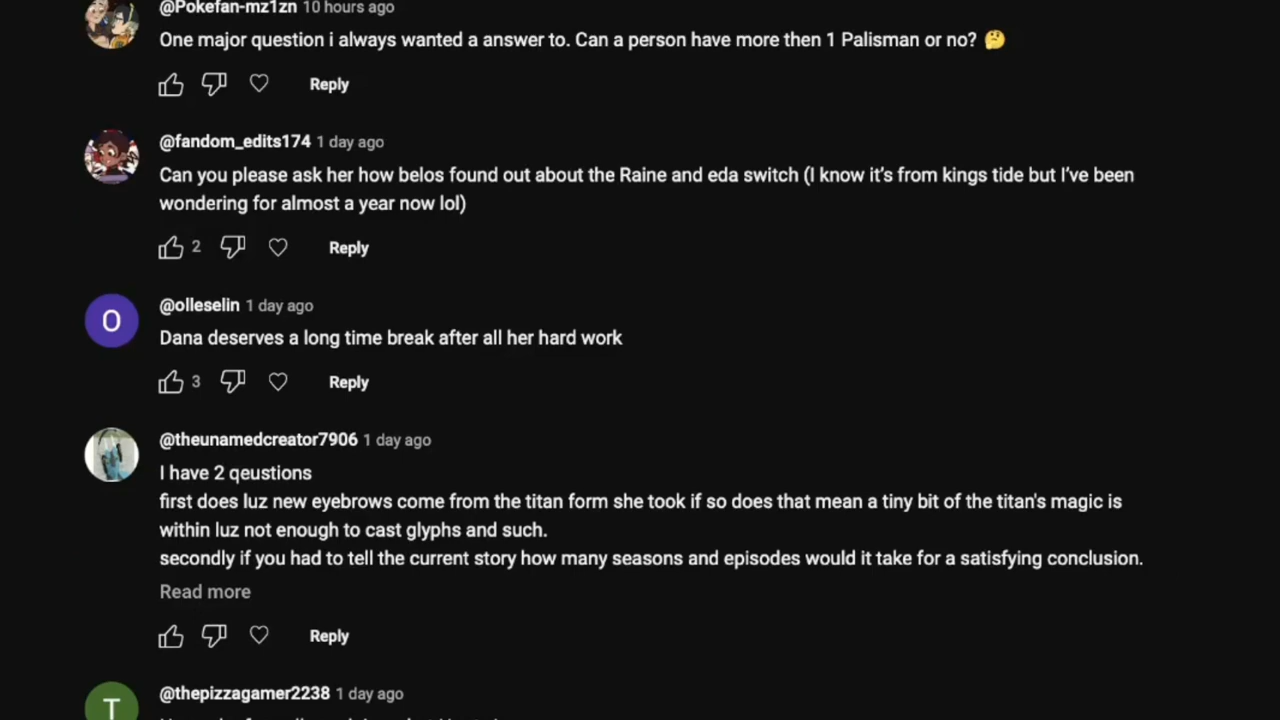 @Pokefan-mz1zn 10 hours ago
One major question i always wanted a answer to. Can a person have more then 1 Palisman or no? 🤔
Reply
@fandom_edits174 1 day ago
Can you please ask her how belos found out about the Raine and eda switch (I know it’s from kings tide but I’ve been
wondering for almost a year now lol)
2 Reply
O
@olleselin 1 day ago
Dana deserves a long time break after all her hard work
3 Reply
@theunamedcreator7906 1 day ago
I have 2 qeustions
first does luz new eyebrows come from the titan form she took if so does that mean a tiny bit of the titan's magic is
within luz not enough to cast glyphs and such.
secondly if you had to tell the current story how many seasons and episodes would it take for a satisfying conclusion.
Read more
Reply
T
@thepizzagamer2238 1 day ago